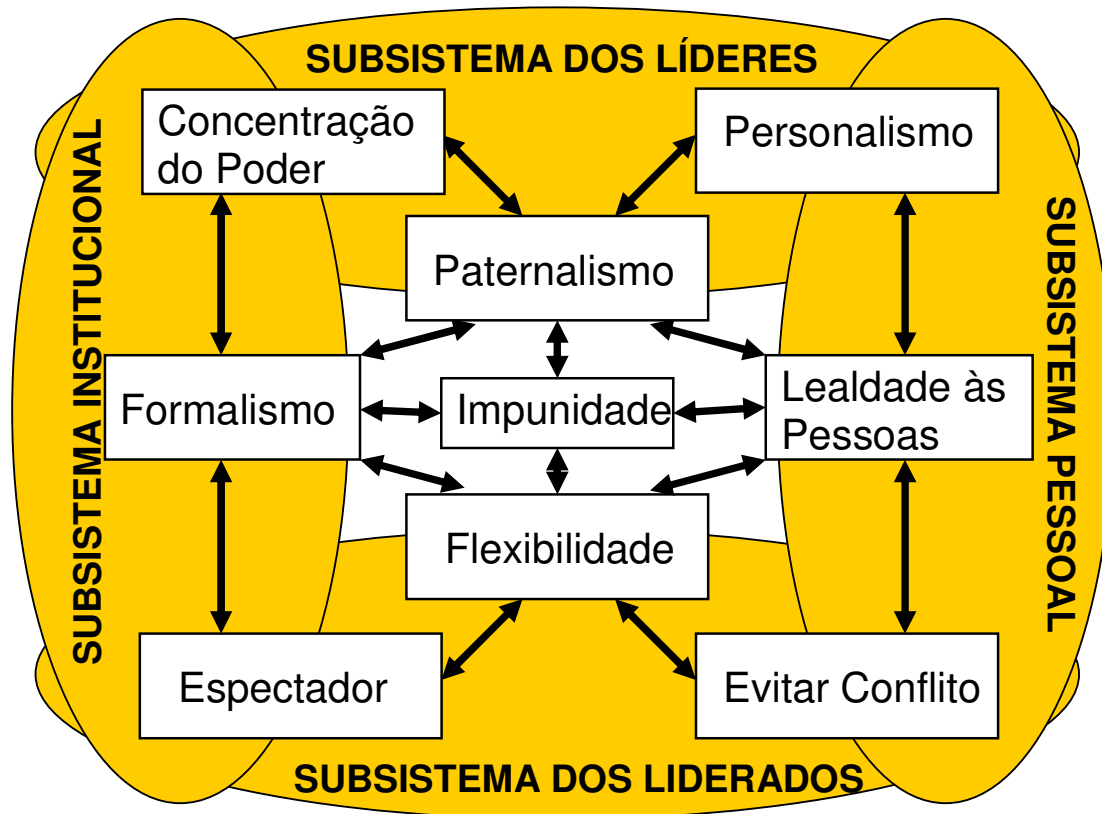 SUBSISTEMA DOS LÍDERES
Concentração
do Poder
Personalismo
SUBSISTEMA INSTITUCIONAL
SUBSISTEMA PESSOAL
Paternalismo
Formalismo
Impunidade
Lealdade às
Pessoas
Flexibilidade
Espectador
Evitar Conflito
SUBSISTEMA DOS LIDERADOS